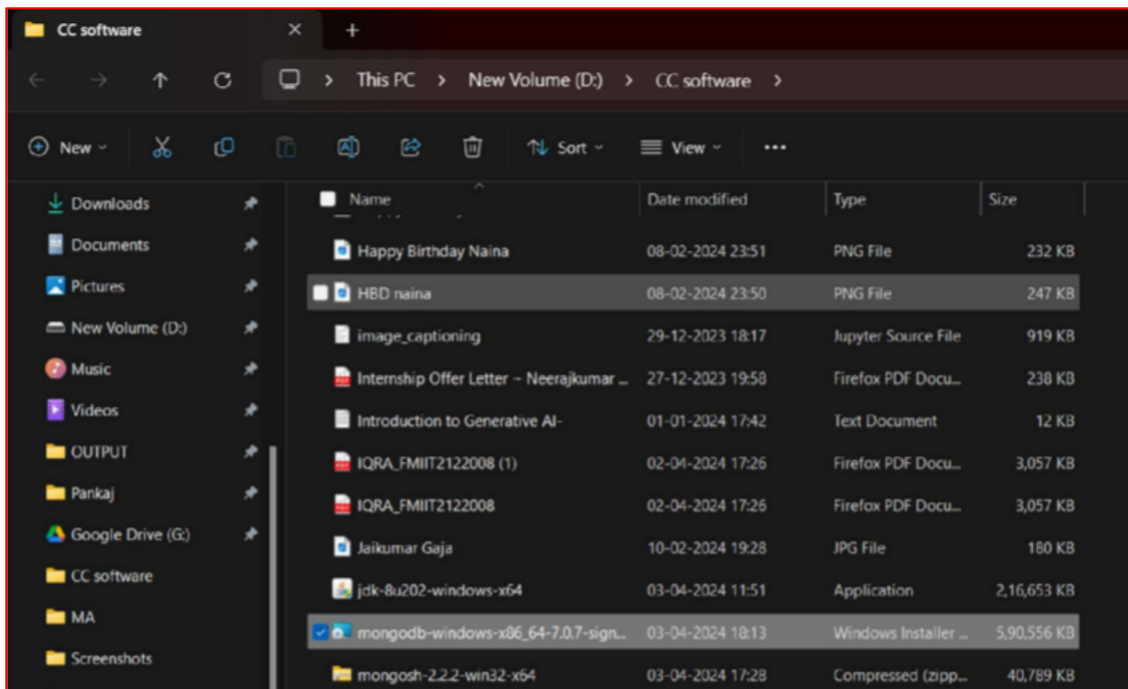 CC software
This PC > New Volume (D:) > CC software >
New Sort View ...
Name Date modified Type Size
Downloads
Documents
Pictures
New Volume (D:)
Music
Videos
OUTPUT
Pankaj
Google Drive (G:)
CC software
MA
Screenshots
Happy Birthday Naina 08-02-2024 23:51 PNG File 232 KB
HBD naina 08-02-2024 23:50 PNG File 247 KB
image_captioning 29-12-2023 18:17 Jupyter Source File 919 KB
Internship Offer Letter – Neerajkumar ... 27-12-2023 19:58 Firefox PDF Docu... 238 KB
Introduction to Generative AI- 01-01-2024 17:42 Text Document 12 KB
IQRA_FMIIT2122008 (1) 02-04-2024 17:26 Firefox PDF Docu... 3,057 KB
IQRA_FMIIT2122008 02-04-2024 17:26 Firefox PDF Docu... 3,057 KB
Jaikumar Gaja 10-02-2024 19:28 JPG File 180 KB
jdk-8u202-windows-x64 03-04-2024 11:51 Application 2,16,653 KB
mongodb-windows-x86_64-7.0.7-sign... 03-04-2024 18:13 Windows Installer ... 5,90,556 KB
mongosh-2.2.2-win32-x64 03-04-2024 17:28 Compressed (zipp... 40,789 KB